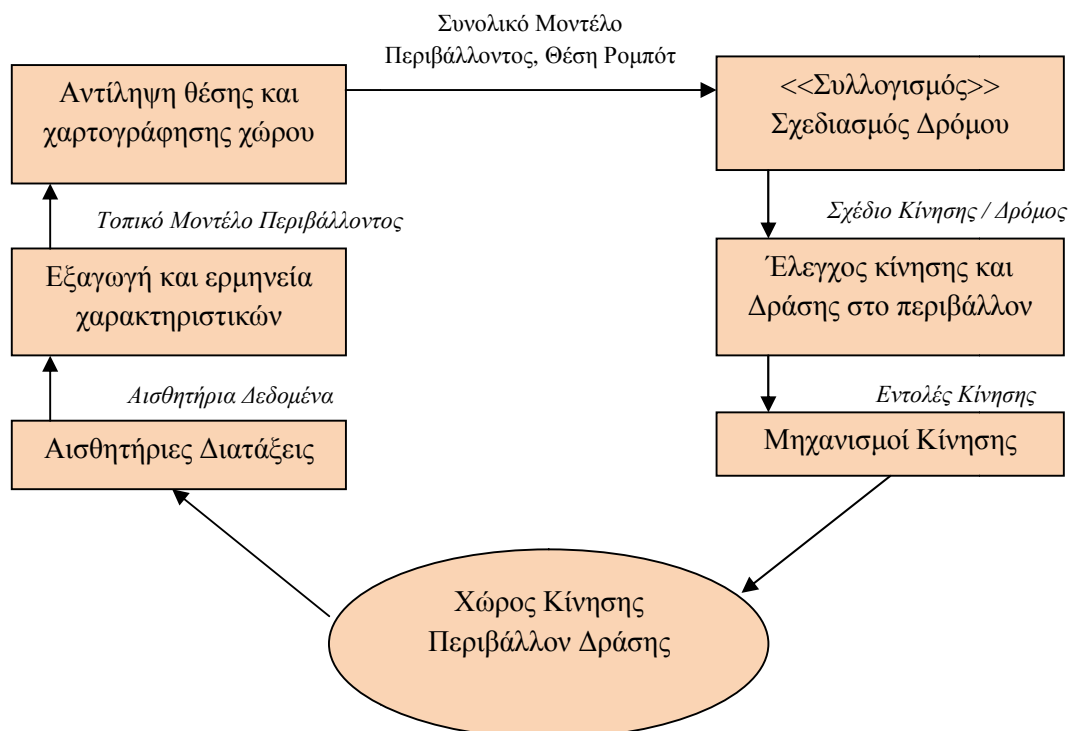 Συνολικό Μοντέλο
Περιβάλλοντος, Θέση Ρομπότ
Αντίληψη θέσης και
χαρτογράφησης χώρου
<<Συλλογισμός>>
Σχεδιασμός Δρόμου
Τοπικό Μοντέλο Περιβάλλοντος
Σχέδιο Κίνησης / Δρόμος
Εξαγωγή και ερμηνεία
χαρακτηριστικών
Έλεγχος κίνησης και
Δράσης στο περιβάλλον
Αισθητήρια Δεδομένα
Εντολές Κίνησης
Αισθητήριες Διατάξεις
Μηχανισμοί Κίνησης
Χώρος Κίνησης
Περιβάλλον Δράσης